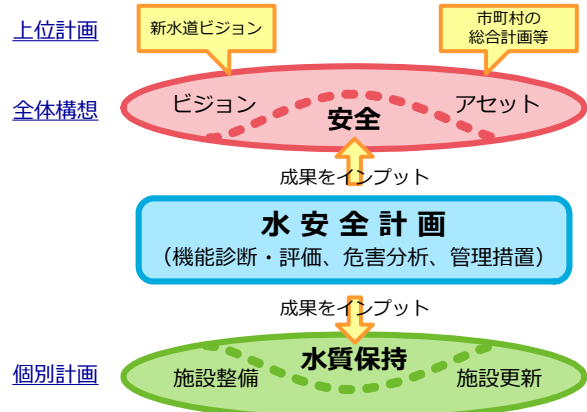 上位計画
新水道ビジョン
市町村の
総合計画等
全体構想
ビジョン
アセット
安全
成果をインプット
水安全計画
（機能診断・評価、危害分析、管理措置）
成果をインプット
個別計画
水質保持
施設整備
施設更新